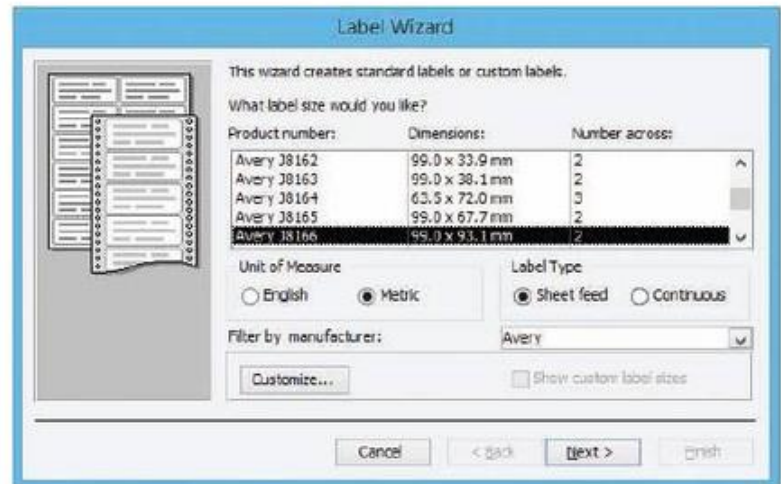 Label Wizard
This wizard creates standard labels or custom labels.
What label size would you like?
Product number: Dimensions: Number across:
Avery J8162 99.0 x 33.9 mm 2
Avery J8163 99.0 x 38.1 mm 2
Avery J8164 63.5 x 72.0 mm 3
Avery J8165 99.0 x 67.7 mm 2
Avery J8166 99.0 x 93.1 mm 2
Unit of Measure Label Type
English Metric Sheet feed Continuous
Filter by manufacturer: Avery
Customize... Show custom label sizes
Cancel < Back Next > Finish